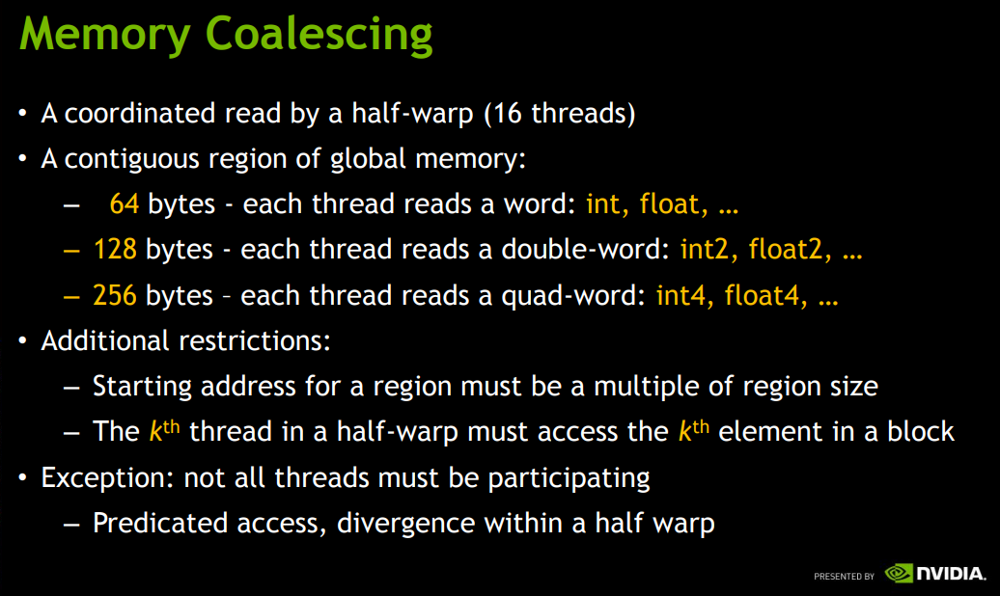 Memory Coalescing
• A coordinated read by a half-warp (16 threads)
• A contiguous region of global memory:
– 64 bytes - each thread reads a word: int, float, …
– 128 bytes - each thread reads a double-word: int2, float2, …
– 256 bytes – each thread reads a quad-word: int4, float4, …
• Additional restrictions:
– Starting address for a region must be a multiple of region size
– The kth thread in a half-warp must access the kth element in a block
• Exception: not all threads must be participating
– Predicated access, divergence within a half warp
PRESENTED BY NVIDIA.